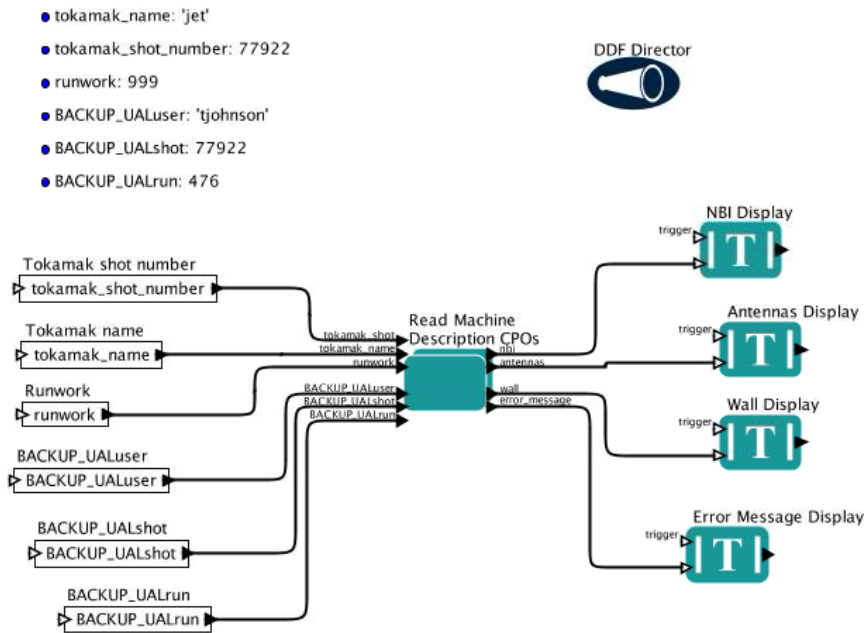 tokamak_name: 'jet'
tokamak_shot_number: 77922
runwork: 999
BACKUP_UALuser: 'tjohnson'
BACKUP_UALshot: 77922
BACKUP_UALrun: 476
DDF Director
NBI Display
trigger
T
Tokamak shot number
tokamak_shot_number
Tokamak name
tokamak_name
Runwork
runwork
BACKUP_UALuser
BACKUP_UALuser
BACKUP_UALshot
BACKUP_UALshot
BACKUP_UALrun
BACKUP_UALrun
Read Machine
Description CPOs
tokamak_shot
tokamak_name
runwork
BACKUP_UALuser
BACKUP_UALshot
BACKUP_UALrun
nbi
antennas
wall
error_message
Antennas Display
trigger
T
Wall Display
trigger
T
Error Message Display
trigger
T